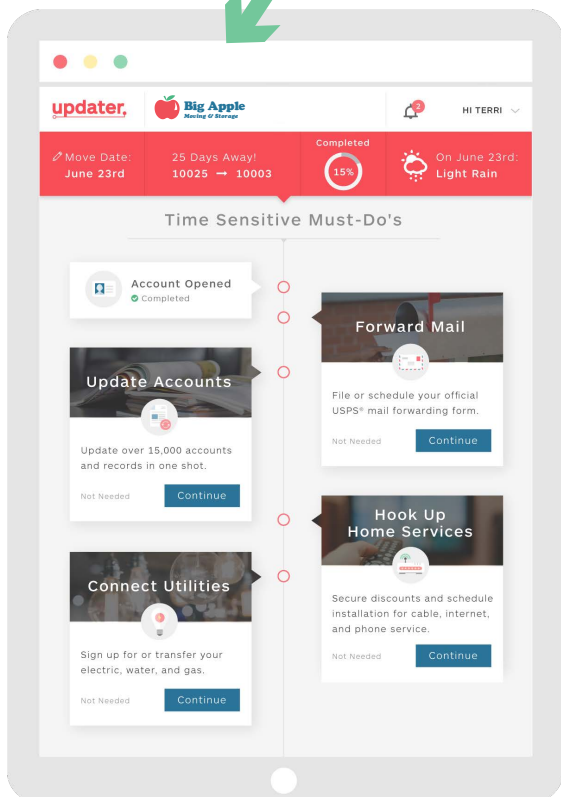 updater,
Big Apple
Moving & Storage
2
HI TERRI
Move Date:
June 23rd
25 Days Away!
10025 → 10003
Completed
15%
On June 23rd:
Light Rain
Time Sensitive Must-Do's
Account Opened
Completed
Forward Mail
File or schedule your official
USPS® mail forwarding form.
Not Needed
Continue
Update Accounts
Update over 15,000 accounts
and records in one shot.
Not Needed
Continue
Hook Up
Home Services
Secure discounts and schedule
installation for cable, internet,
and phone service.
Not Needed
Continue
Connect Utilities
Sign up for or transfer your
electric, water, and gas.
Not Needed
Continue